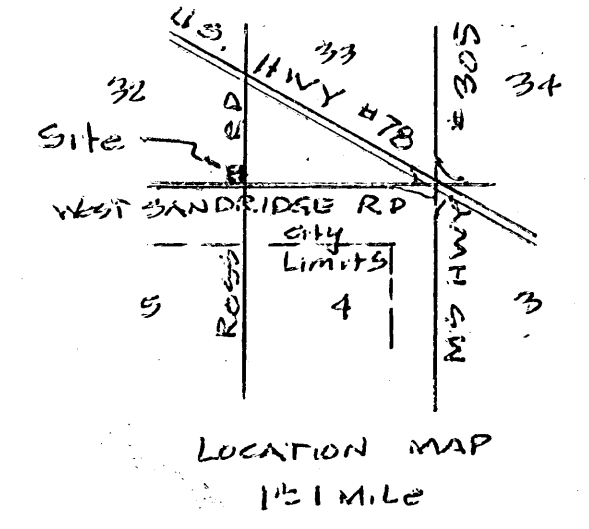 U.S. HWY #78
33
32
34
Site
ROSS RD
MS HWY # 305
WEST SANDRIDGE RD
City
Limits
5
4
3
LOCATION MAP
1"= 1 MILE